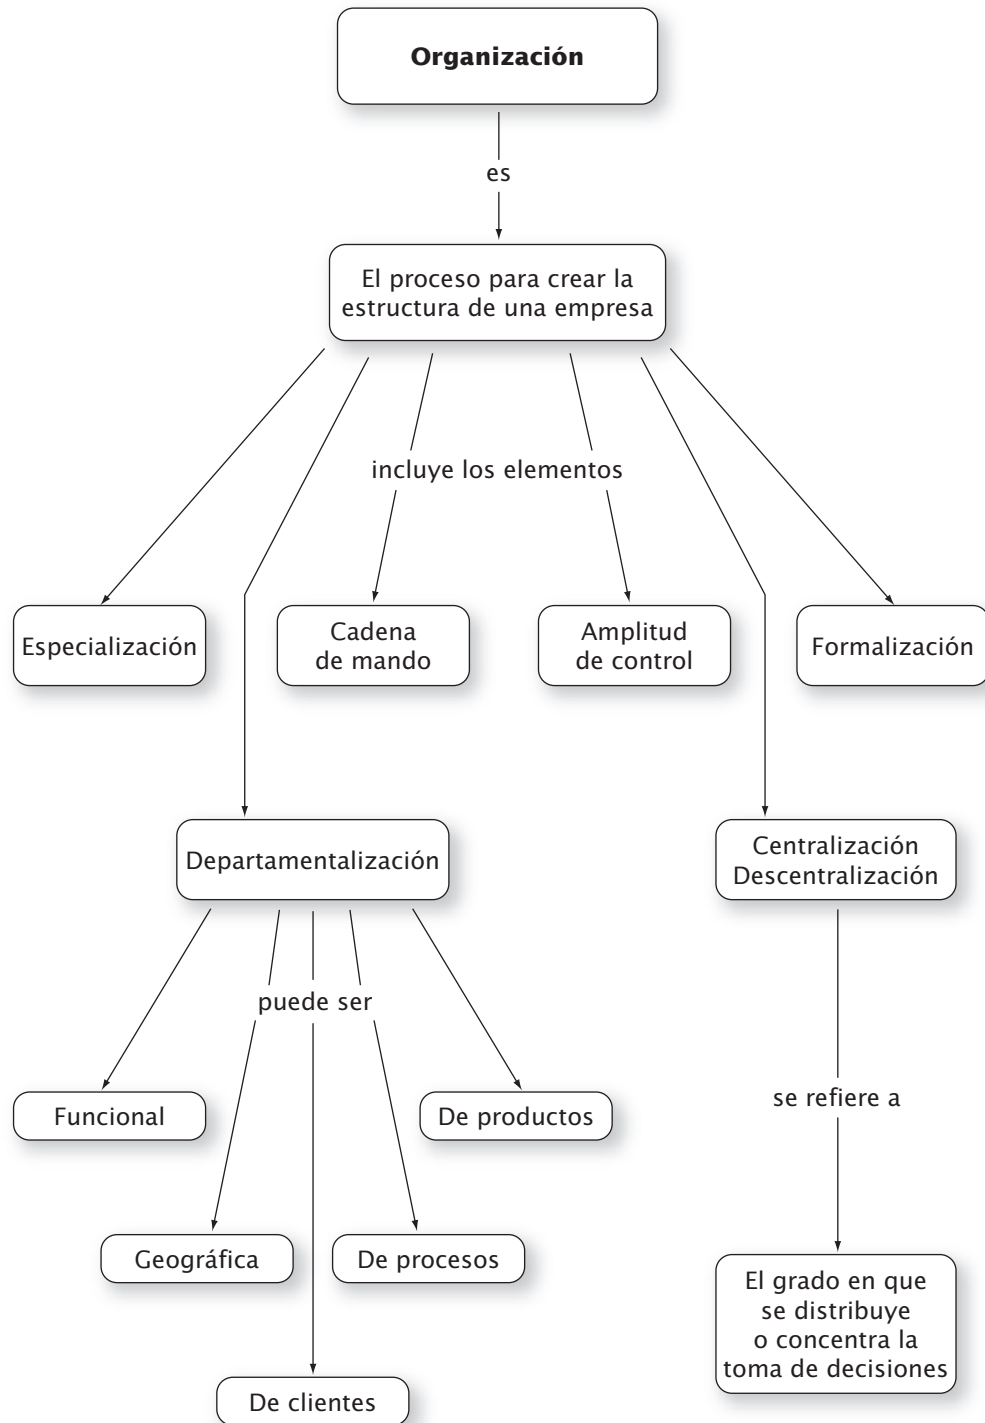 Organización
es
El proceso para crear la
estructura de una empresa
incluye los elementos
Especialización
Cadena
de mando
Amplitud
de control
Formalización
Departamentalización
Centralización
Descentralización
puede ser
se refiere a
Funcional
De productos
Geográfica
De procesos
De clientes
El grado en que
se distribuye
o concentra la
toma de decisiones